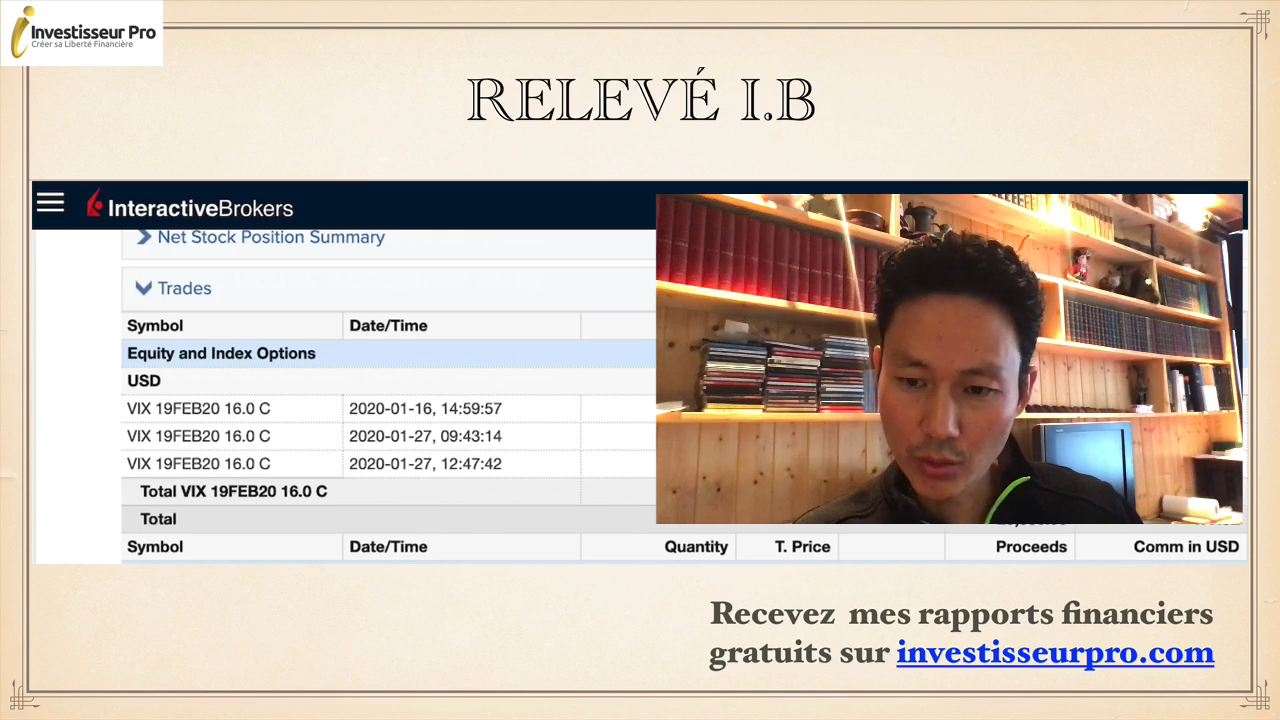 Investisseur Pro
Créer sa Liberté Financière
RELEVÉ I.B
InteractiveBrokers
Net Stock Position Summary
Trades
Symbol Date/Time
Equity and Index Options
USD
VIX 19FEB20 16.0 C 2020-01-16, 14:59:57
VIX 19FEB20 16.0 C 2020-01-27, 09:43:14
VIX 19FEB20 16.0 C 2020-01-27, 12:47:42
Total VIX 19FEB20 16.0 C
Total
Symbol Date/Time Quantity T. Price Proceeds Comm in USD
Recevez mes rapports financiers
gratuits sur investisseurpro.com